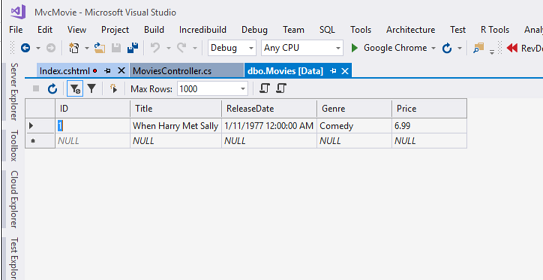 MvcMovie - Microsoft Visual Studio
File Edit View Project Build Incredibuild Debug Team SQL Tools Architecture Test R Tools Analyze
Debug Any CPU Google Chrome RevDe
Index.cshtml MoviesController.cs dbo.Movies [Data]
Max Rows: 1000
ID Title ReleaseDate Genre Price
1 When Harry Met Sally 1/11/1977 12:00:00 AM Comedy 6.99
NULL NULL NULL NULL NULL
Server Explorer
Toolbox
Cloud Explorer
Test Explorer